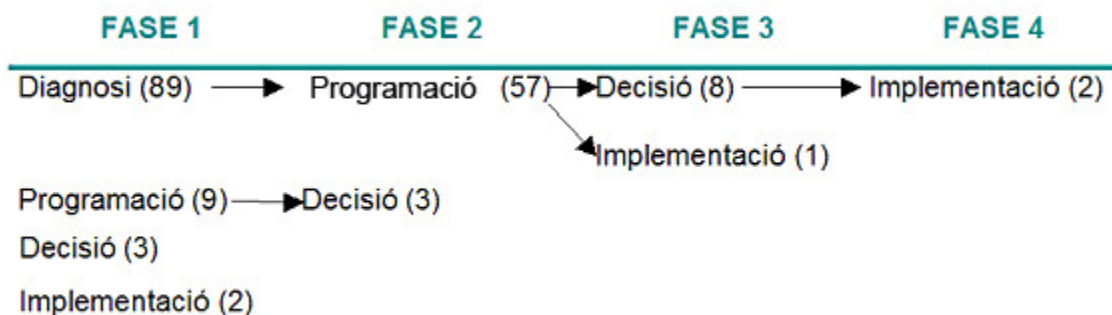 FASE 1 FASE 2 FASE 3 FASE 4
Diagnosi (89) Programació (57) Decisió (8) Implementació (2)
Implementació (1)
Programació (9) Decisió (3)
Decisió (3)
Implementació (2)